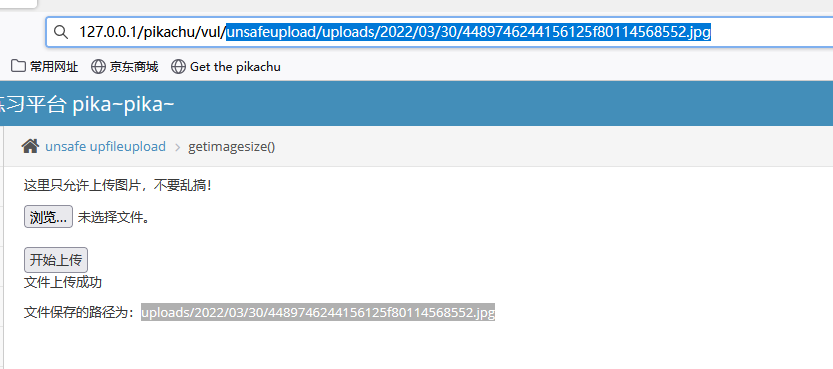 127.0.0.1/pikachu/vul/unsafeupload/uploads/2022/03/30/4489746244156125f80114568552.jpg
常用网址 京东商城 Get the pikachu
练习平台 pika~pika~
unsafe upfileupload > getimagesize()
这里只允许上传图片，不要乱搞！
浏览... 未选择文件。
开始上传
文件上传成功
文件保存的路径为：uploads/2022/03/30/4489746244156125f80114568552.jpg